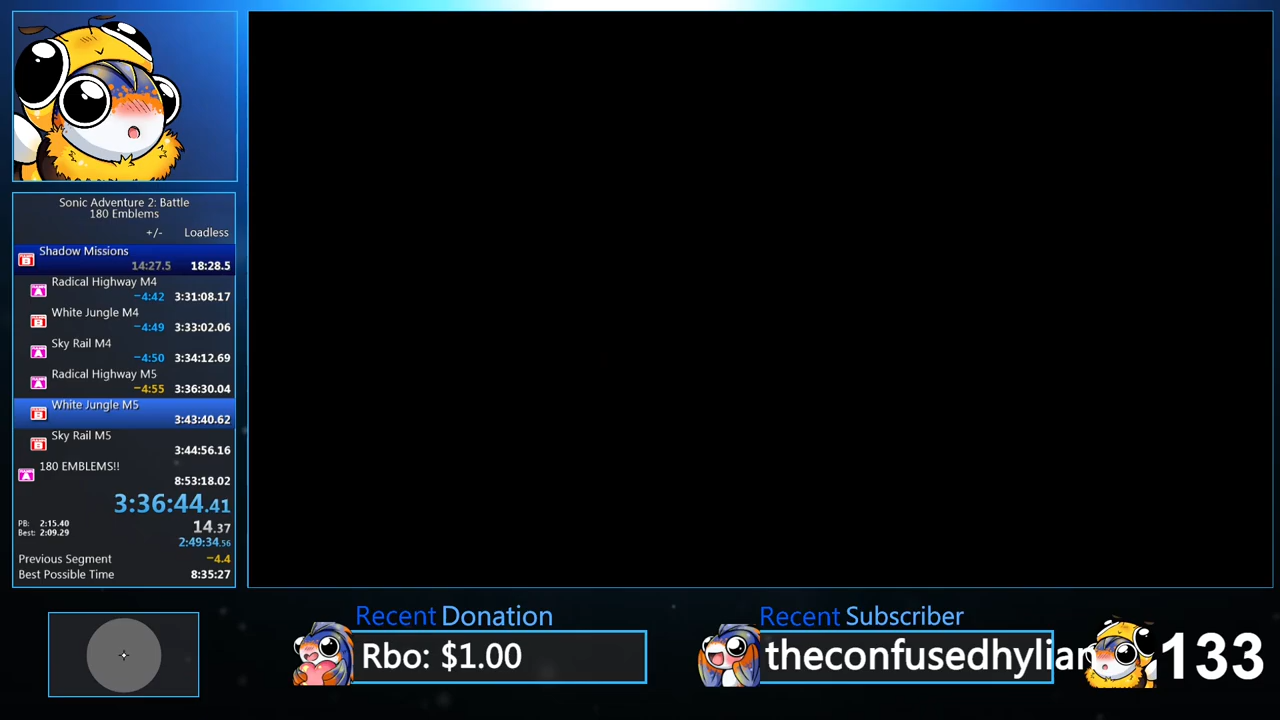 Sonic Adventure 2: Battle
180 Emblems
+/- Loadless
Shadow Missions
14:27.5 18:28.5
Radical Highway M4
−4:42 3:31:08.17
White Jungle M4
−4:49 3:33:02.06
Sky Rail M4
−4:50 3:34:12.69
Radical Highway M5
−4:55 3:36:30.04
White Jungle M5
3:43:40.62
Sky Rail M5
3:44:56.16
180 EMBLEMS!!
8:53:18.02
3:36:44.41
PB: 2:15.40 14.37
Best: 2:09.29
2:49:34.56
Previous Segment −4.4
Best Possible Time 8:35:27
Recent Donation
Rbo: $1.00
Recent Subscriber
theconfusedhylian
133